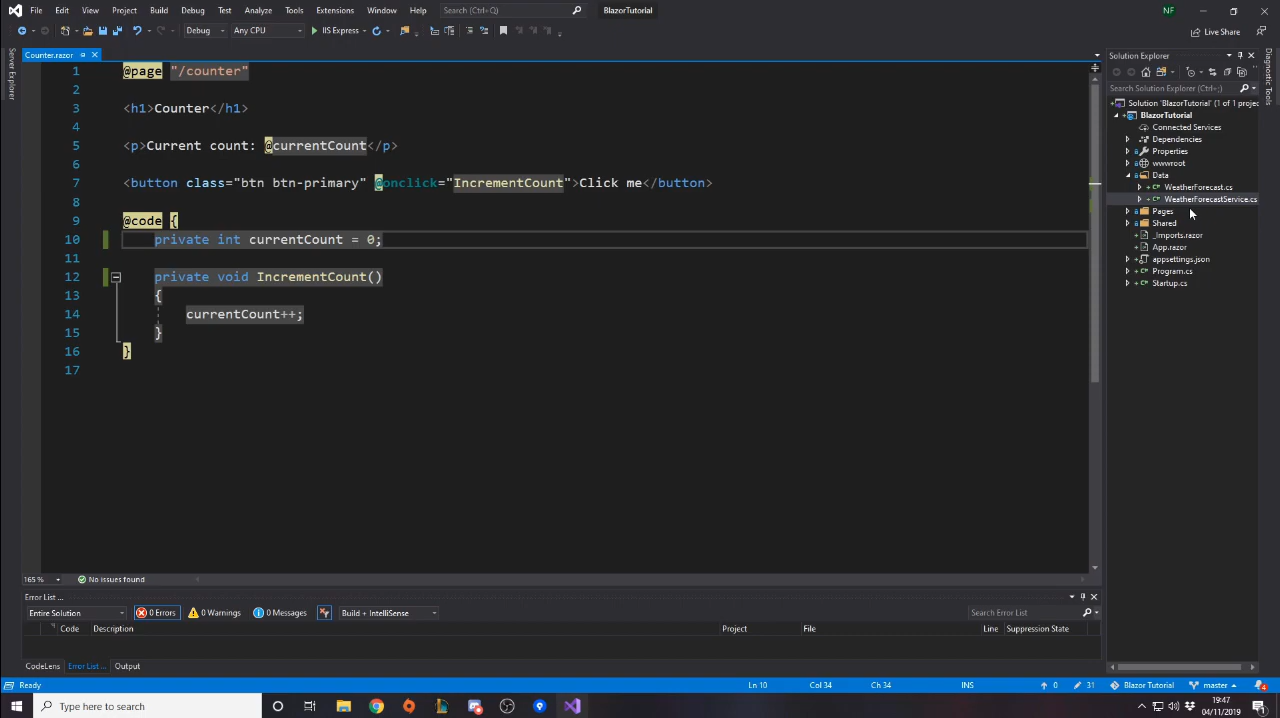 File Edit View Project Build Debug Test Analyze Tools Extensions Window Help Search (Ctrl+Q) BlazorTutorial NF
Debug Any CPU IIS Express Live Share
Counter.razor
Server Explorer
1 @page "/counter"
2
3 <h1>Counter</h1>
4
5 <p>Current count: @currentCount</p>
6
7 <button class="btn btn-primary" @onclick="IncrementCount">Click me</button>
8
9 @code {
10 private int currentCount = 0;
11
12 private void IncrementCount()
13 {
14 currentCount++;
15 }
16 }
17
165 % No issues found
Solution Explorer
Search Solution Explorer (Ctrl+;)
Solution 'BlazorTutorial' (1 of 1 projec
BlazorTutorial
Connected Services
Dependencies
Properties
wwwroot
Data
WeatherForecast.cs
WeatherForecastService.cs
Pages
Shared
_Imports.razor
App.razor
appsettings.json
Program.cs
Startup.cs
Diagnostic Tools
Error List ...
Entire Solution 0 Errors 0 Warnings 0 Messages Build + IntelliSense Search Error List
Code Description Project File Line Suppression State
CodeLens Error List ... Output
Ready Ln 10 Col 34 Ch 34 INS 0 31 Blazor Tutorial master 4
Type here to search 19:47
04/11/2019